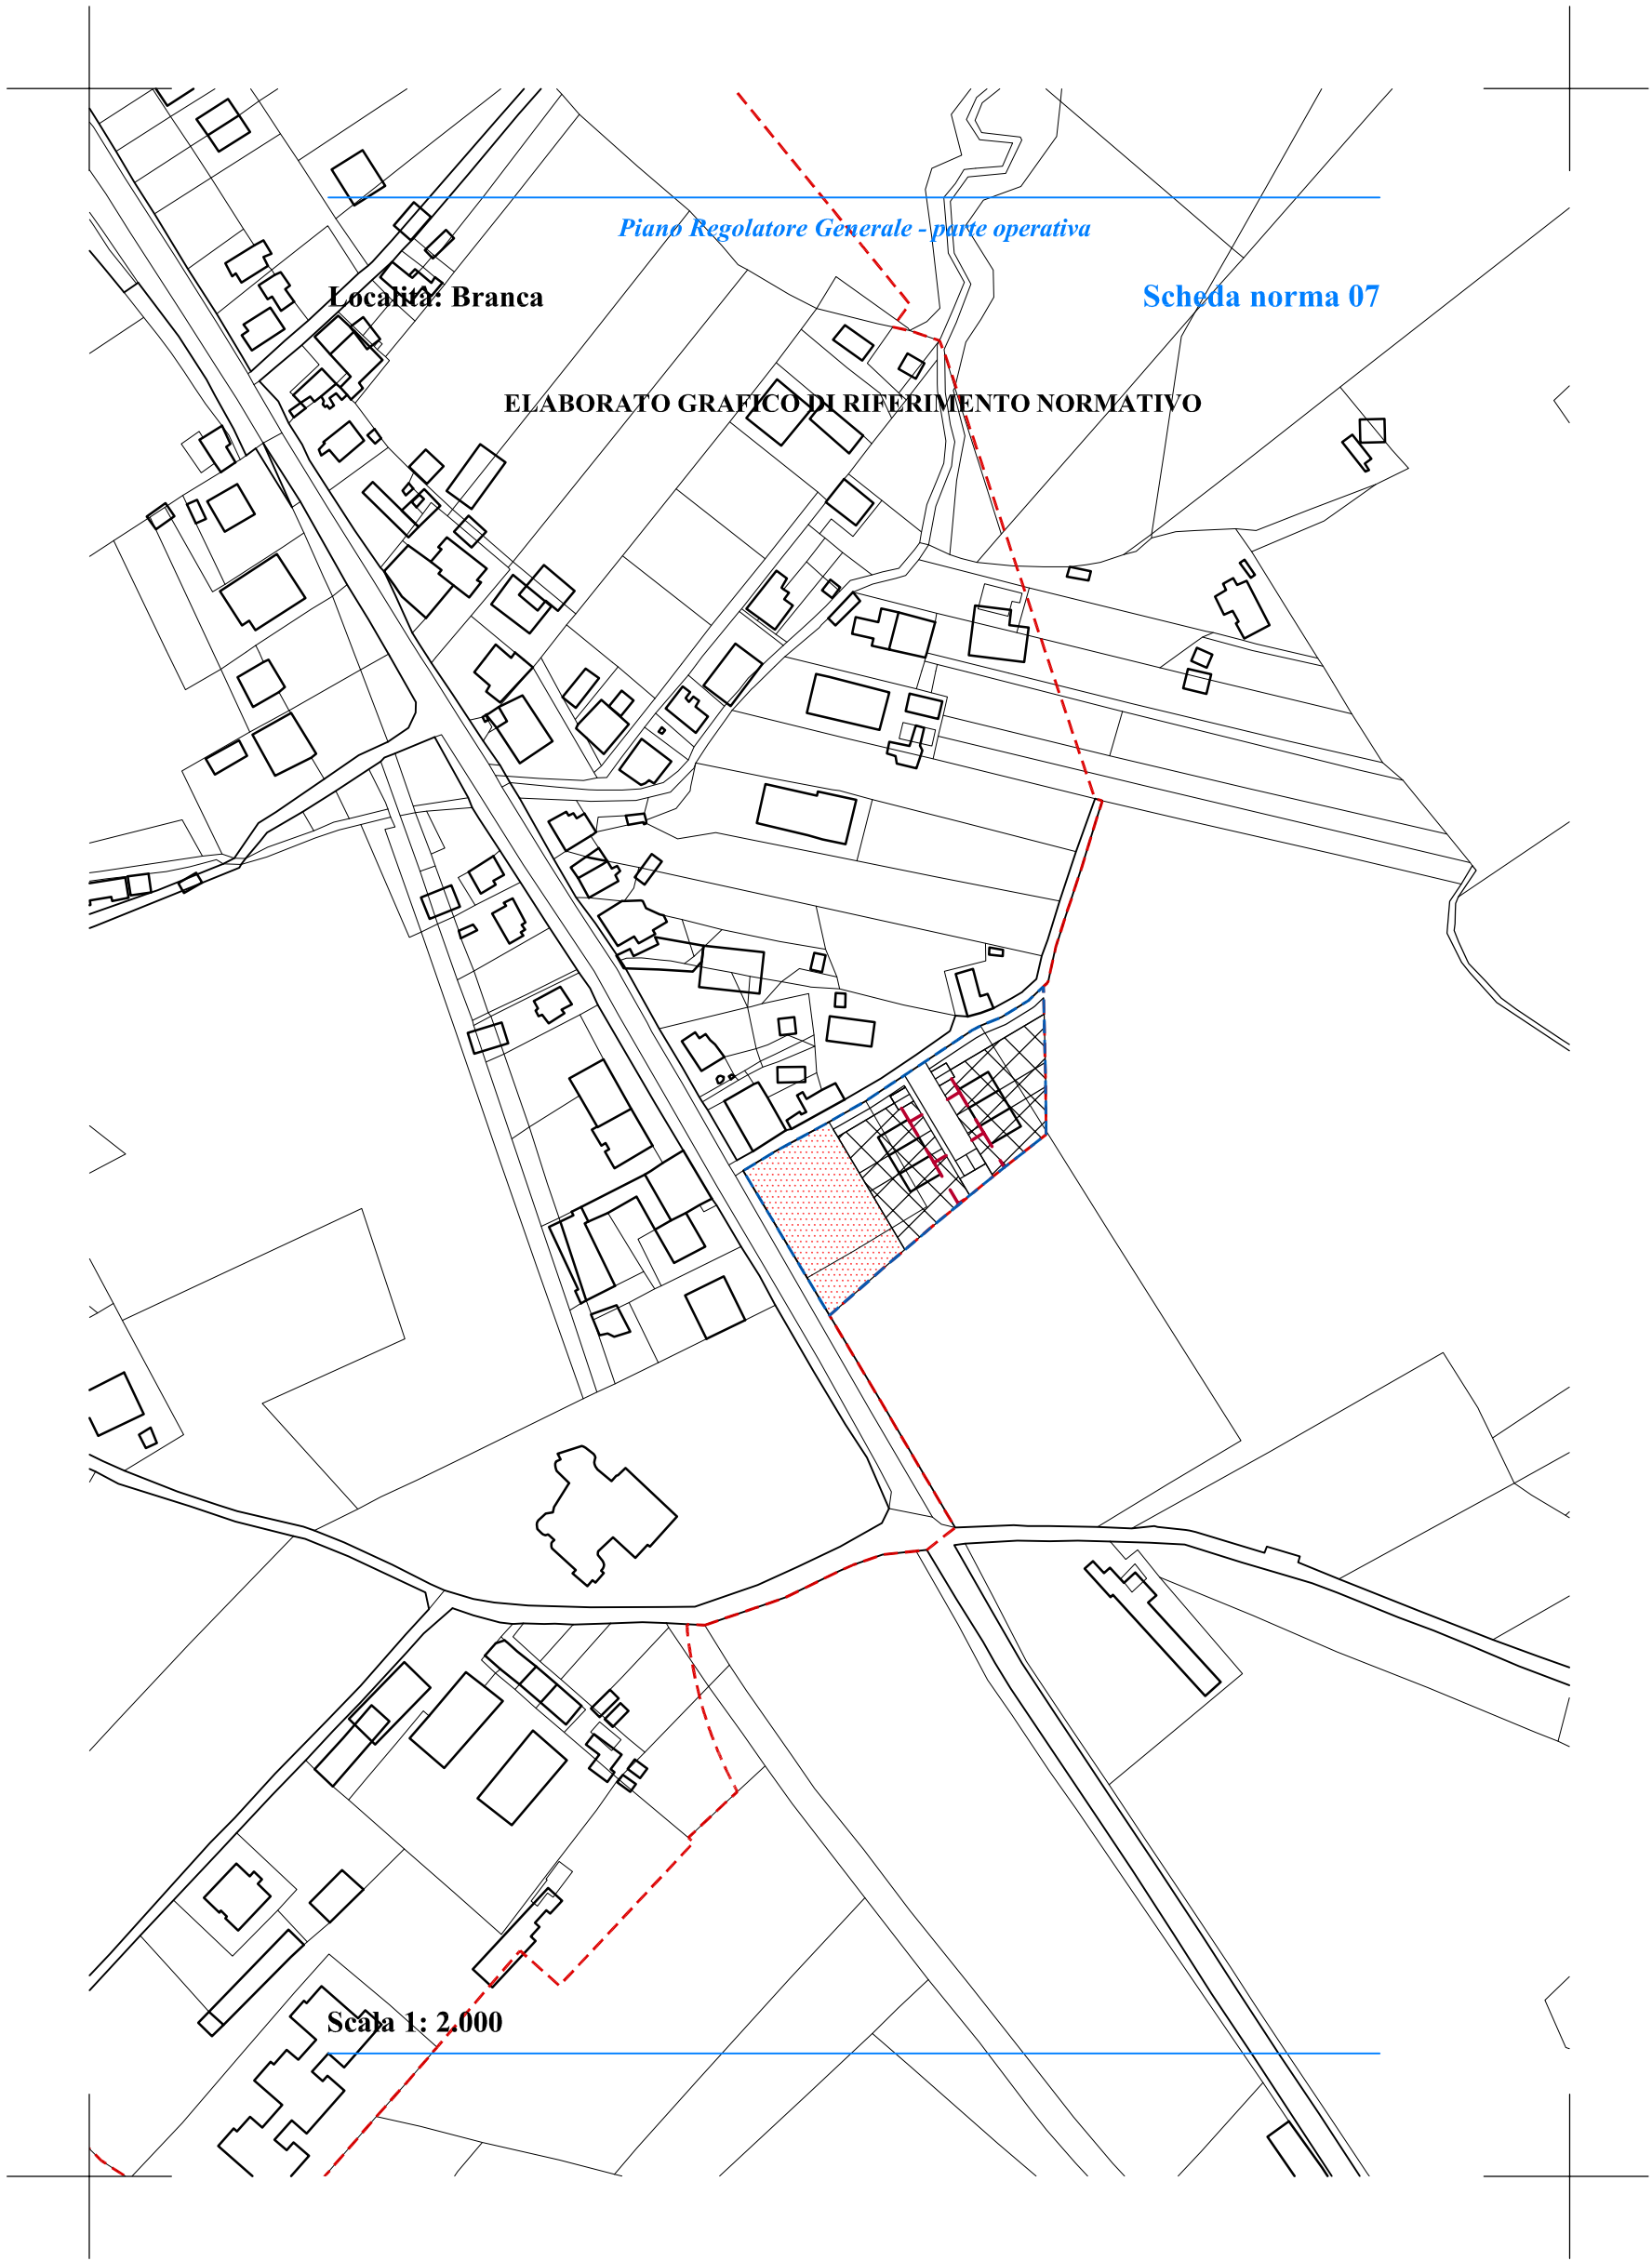 Piano Regolatore Generale - parte operativa
Località: Branca
Scheda norma 07
ELABORATO GRAFICO DI RIFERIMENTO NORMATIVO
Scala 1: 2.000